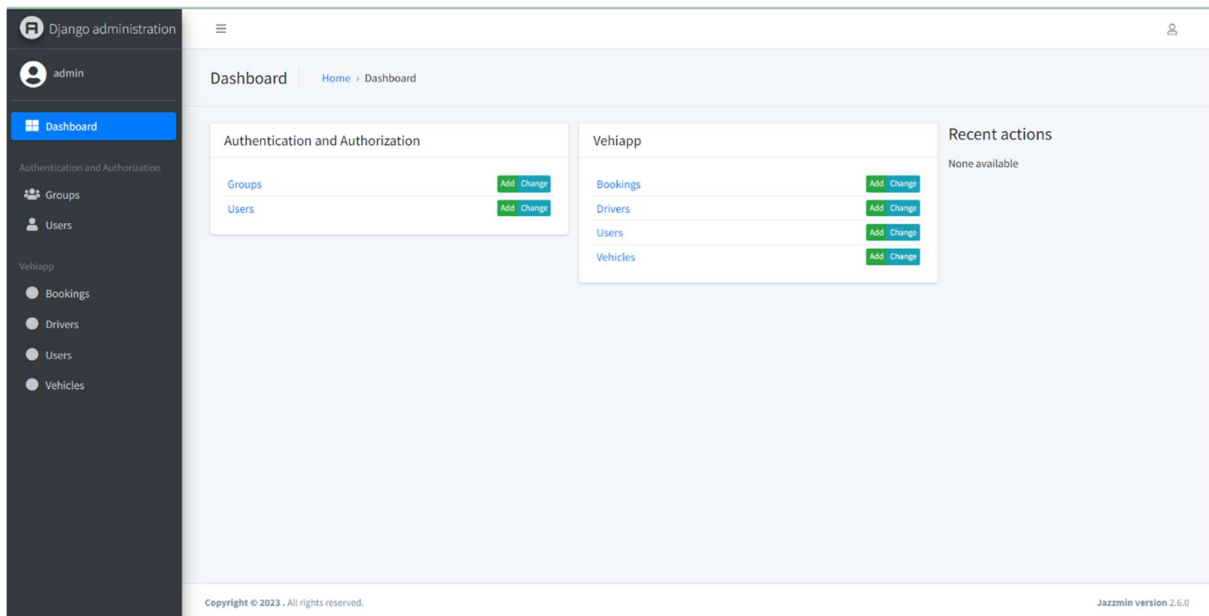 Django administration
admin
Dashboard
Authentication and Authorization
Groups
Users
Vehiapp
Bookings
Drivers
Users
Vehicles
Dashboard Home › Dashboard
Authentication and Authorization
Groups Add Change
Users Add Change
Vehiapp
Bookings Add Change
Drivers Add Change
Users Add Change
Vehicles Add Change
Recent actions
None available
Copyright © 2023 . All rights reserved.
Jazzmin version 2.6.0